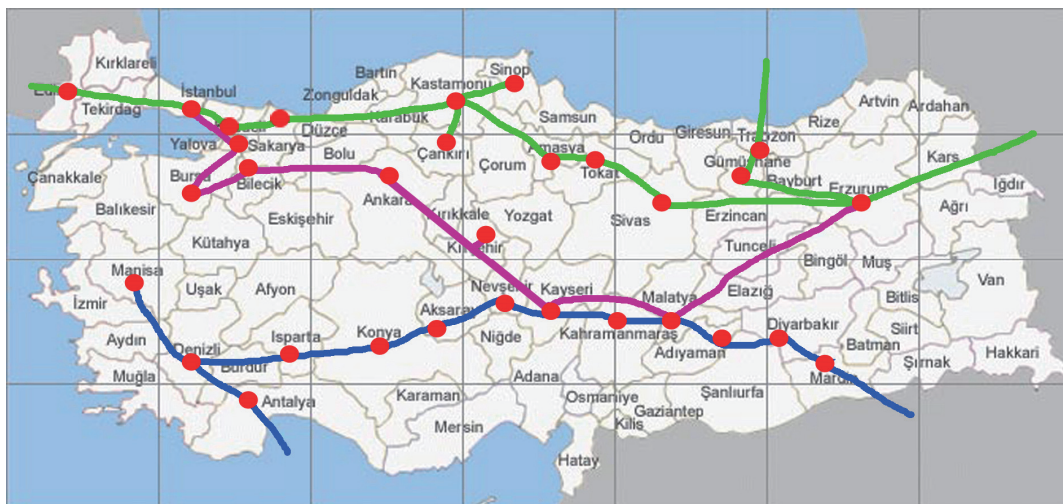 Kırklareli
Tekirdag
İstanbul
Yalova
Sakarya
Düzce
Zonguldak
Bartın
Karabuk
Kastamonu
Sinop
Samsun
Ordu
Giresun
Trabzon
Rize
Artvin
Ardahan
Kars
Iğdır
Çanakkale
Balıkesir
Bursa
Bilecik
Bolu
Çankırı
Çorum
Amasya
Tokat
Gümüşhane
Bayburt
Erzurum
Ağrı
Kütahya
Eskişehir
Ankara
Kırıkkale
Kırşehir
Yozgat
Sivas
Erzincan
Tunceli
Bingöl
Muş
Van
Manisa
İzmir
Uşak
Afyon
Aksaray
Nevşehir
Kayseri
Malatya
Elazığ
Bitlis
Aydın
Denizli
Isparta
Konya
Niğde
Kahramanmaraş
Adıyaman
Diyarbakır
Batman
Siirt
Şırnak
Hakkari
Muğla
Burdur
Antalya
Karaman
Mersin
Adana
Osmaniye
Gaziantep
Kilis
Hatay
Şanlıurfa
Mardin